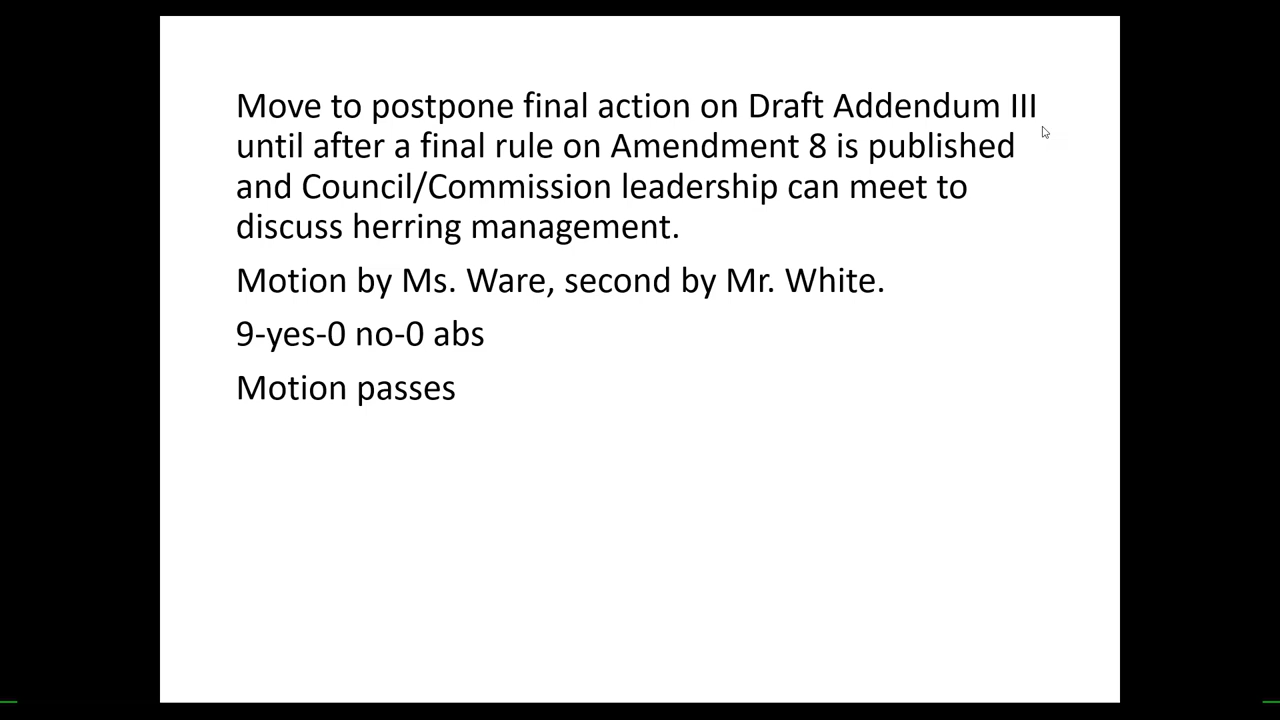 Move to postpone final action on Draft Addendum III
until after a final rule on Amendment 8 is published
and Council/Commission leadership can meet to
discuss herring management.
Motion by Ms. Ware, second by Mr. White.
9-yes-0 no-0 abs
Motion passes